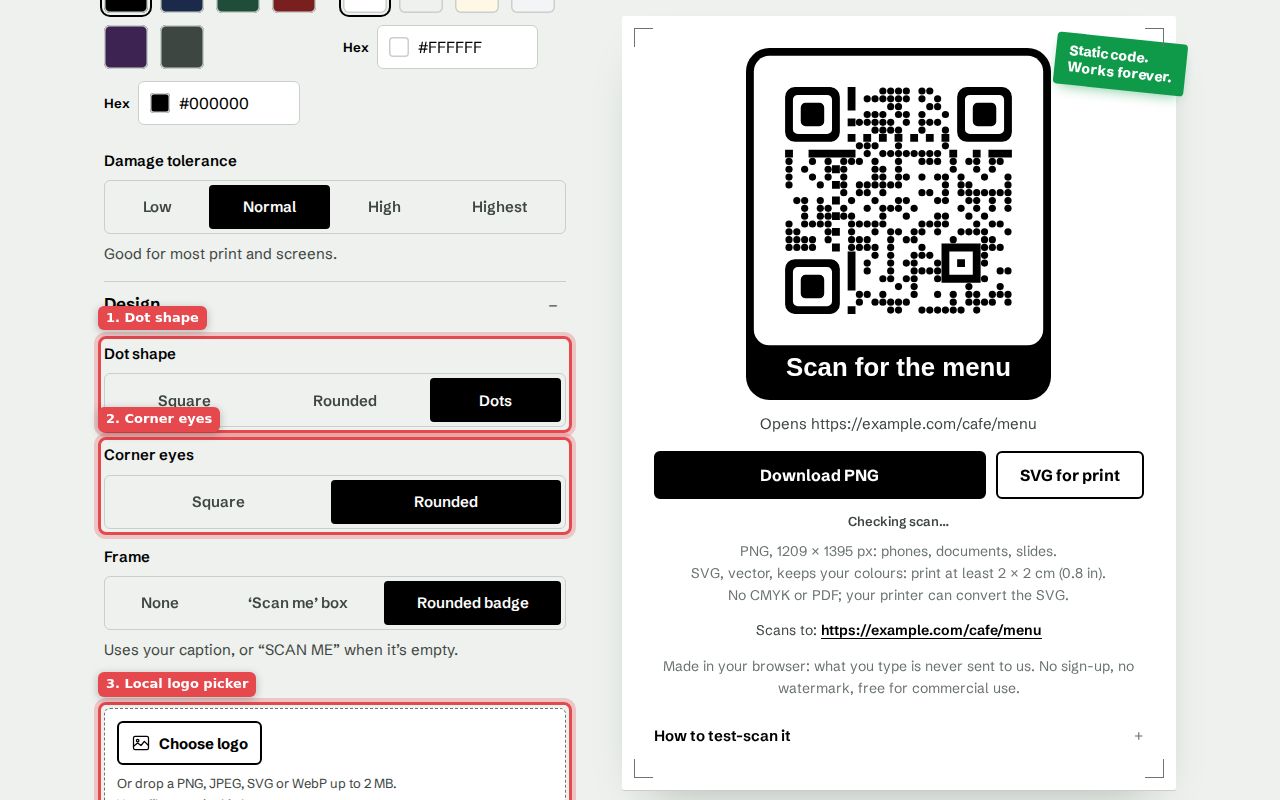 Hex
#FFFFFF
Hex
#000000
Damage tolerance
Low
Normal
High
Highest
Good for most print and screens.
Design
−
1. Dot shape
Dot shape
Square
Rounded
Dots
2. Corner eyes
Corner eyes
Square
Rounded
Frame
None
‘Scan me’ box
Rounded badge
Uses your caption, or “SCAN ME” when it’s empty.
3. Local logo picker
Choose logo
Or drop a PNG, JPEG, SVG or WebP up to 2 MB.
Static code.
Works forever.
Scan for the menu
Opens https://example.com/cafe/menu
Download PNG
SVG for print
Checking scan…
PNG, 1209 × 1395 px: phones, documents, slides.
SVG, vector, keeps your colours: print at least 2 × 2 cm (0.8 in).
No CMYK or PDF; your printer can convert the SVG.
Scans to: https://example.com/cafe/menu
Made in your browser: what you type is never sent to us. No sign-up, no
watermark, free for commercial use.
How to test-scan it
+